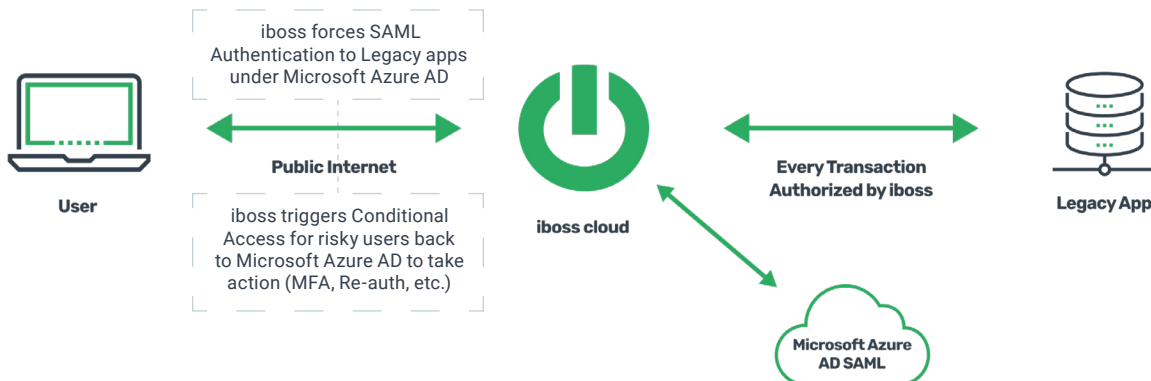 iboss forces SAML
Authentication to Legacy apps
under Microsoft Azure AD
Public Internet
User
iboss triggers Conditional
Access for risky users back
to Microsoft Azure AD to take
action (MFA, Re-auth, etc.)
iboss cloud
Every Transaction
Authorized by iboss
Legacy App
Microsoft Azure
AD SAML